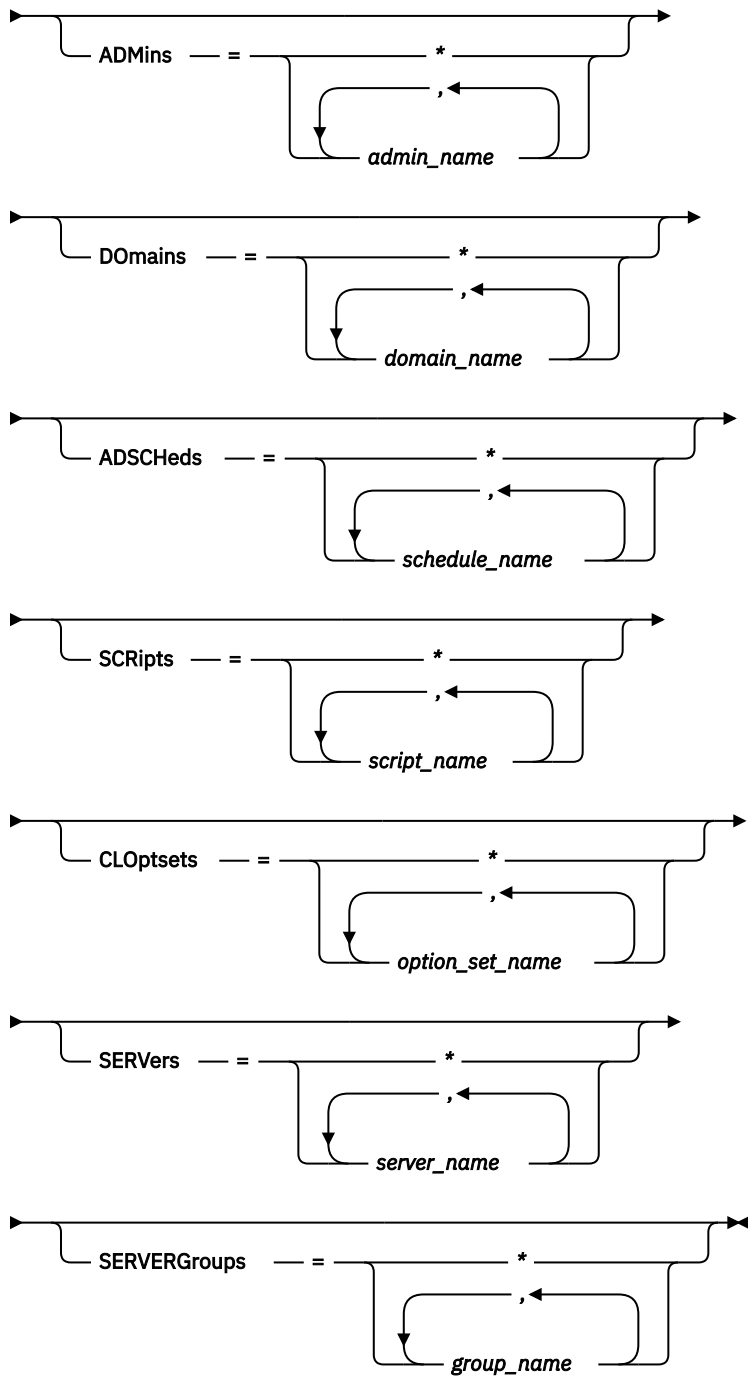 ADMins = *
,
admin_name
DOmains = *
,
domain_name
ADSCHeds = *
,
schedule_name
SCRipts = *
,
script_name
CLOptsets = *
,
option_set_name
SERVers = *
,
server_name
SERVERGroups = *
,
group_name